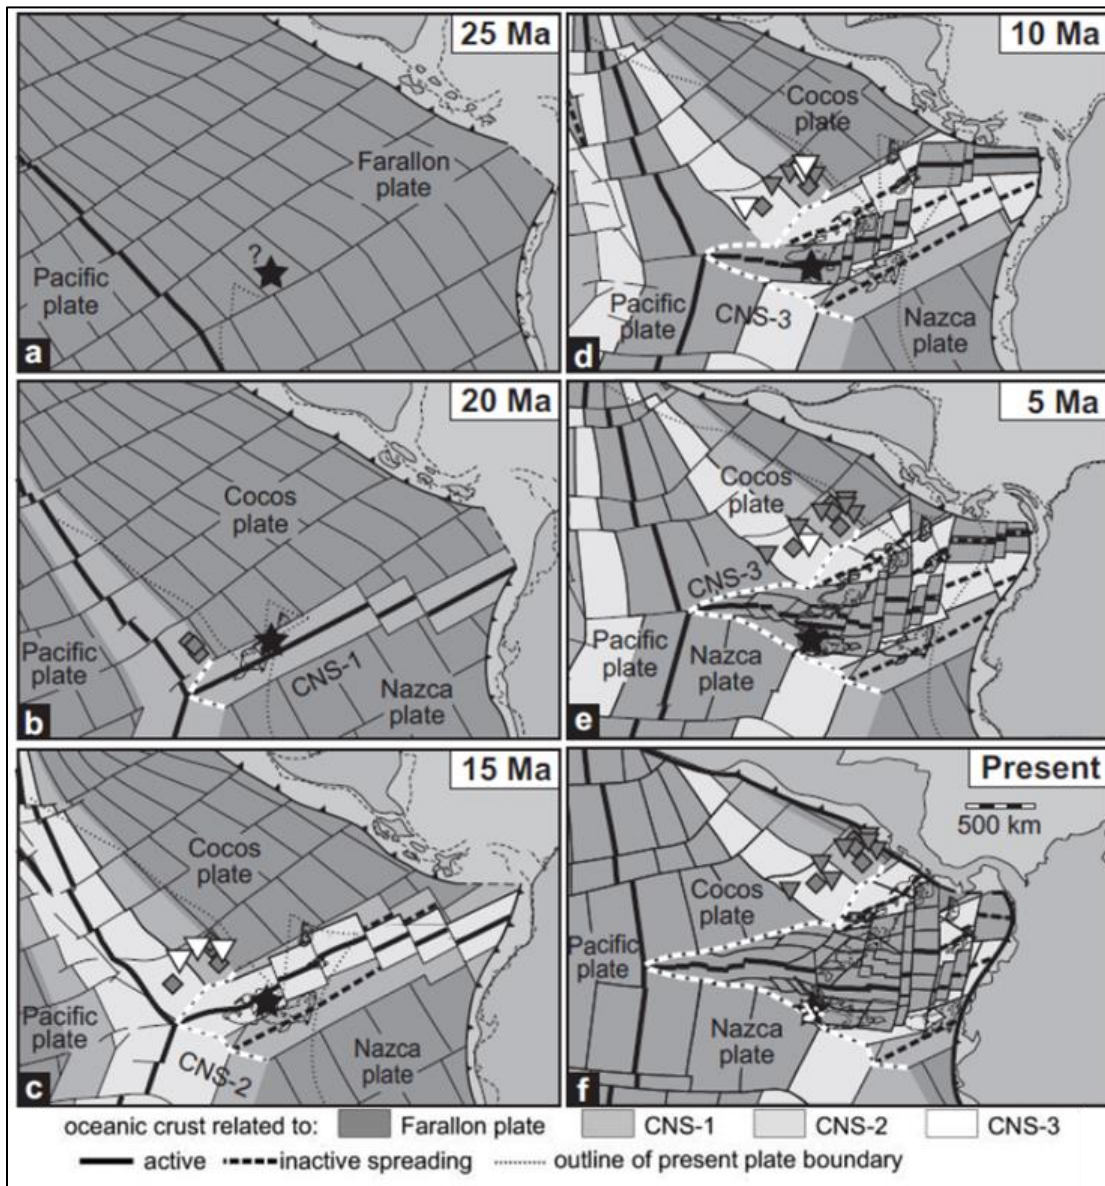 25 Ma
Farallon
plate
?
Pacific
plate
a
20 Ma
Cocos
plate
Pacific
plate
CNS-1
Nazca
plate
b
15 Ma
Cocos
plate
Pacific
plate
CNS-2
Nazca
plate
c
10 Ma
Cocos
plate
Pacific
plate
CNS-3
Nazca
plate
d
5 Ma
Cocos
plate
CNS-3
Pacific
plate
Nazca
plate
e
Present
500 km
Cocos
plate
Pacific
plate
Nazca
plate
f
oceanic crust related to: Farallon plate CNS-1 CNS-2 CNS-3
active inactive spreading outline of present plate boundary